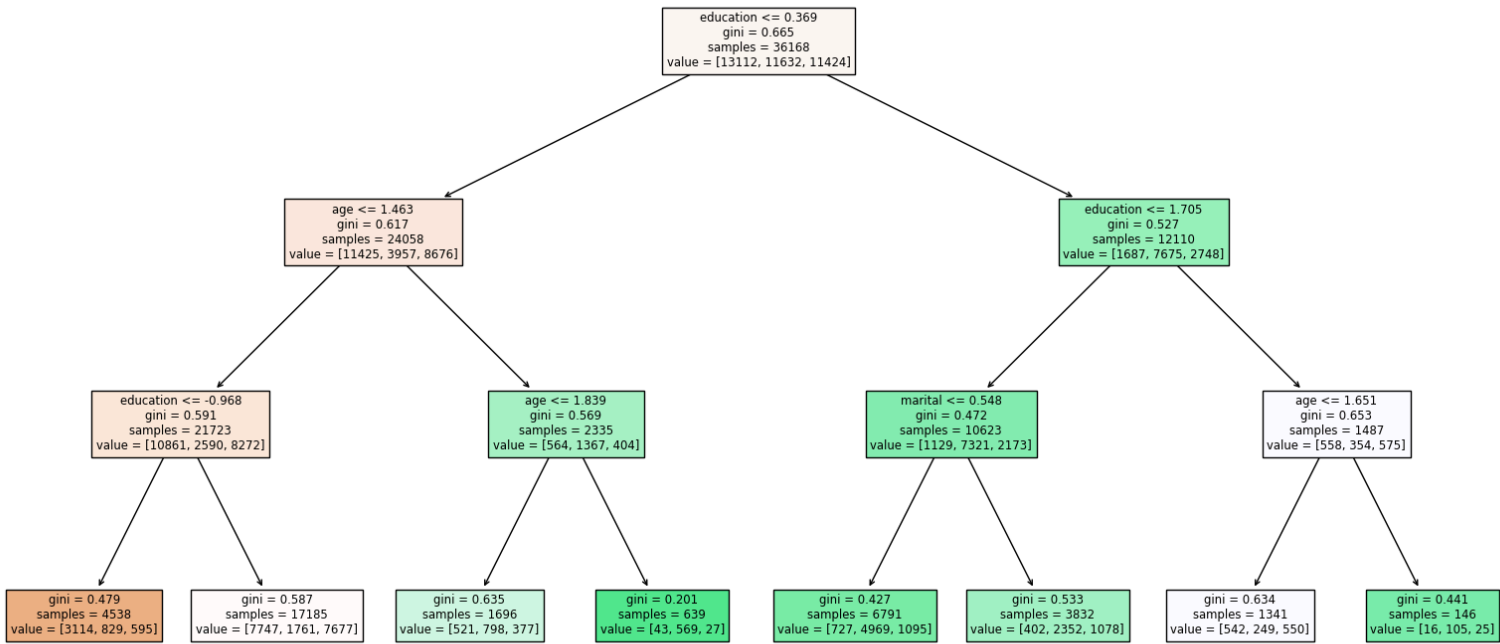 education <= 0.369
gini = 0.665
samples = 36168
value = [13112, 11632, 11424]
age <= 1.463
gini = 0.617
samples = 24058
value = [11425, 3957, 8676]
education <= 1.705
gini = 0.527
samples = 12110
value = [1687, 7675, 2748]
education <= -0.968
gini = 0.591
samples = 21723
value = [10861, 2590, 8272]
age <= 1.839
gini = 0.569
samples = 2335
value = [564, 1367, 404]
marital <= 0.548
gini = 0.472
samples = 10623
value = [1129, 7321, 2173]
age <= 1.651
gini = 0.653
samples = 1487
value = [558, 354, 575]
gini = 0.479
samples = 4538
value = [3114, 829, 595]
gini = 0.587
samples = 17185
value = [7747, 1761, 7677]
gini = 0.635
samples = 1696
value = [521, 798, 377]
gini = 0.201
samples = 639
value = [43, 569, 27]
gini = 0.427
samples = 6791
value = [727, 4969, 1095]
gini = 0.533
samples = 3832
value = [402, 2352, 1078]
gini = 0.634
samples = 1341
value = [542, 249, 550]
gini = 0.441
samples = 146
value = [16, 105, 25]